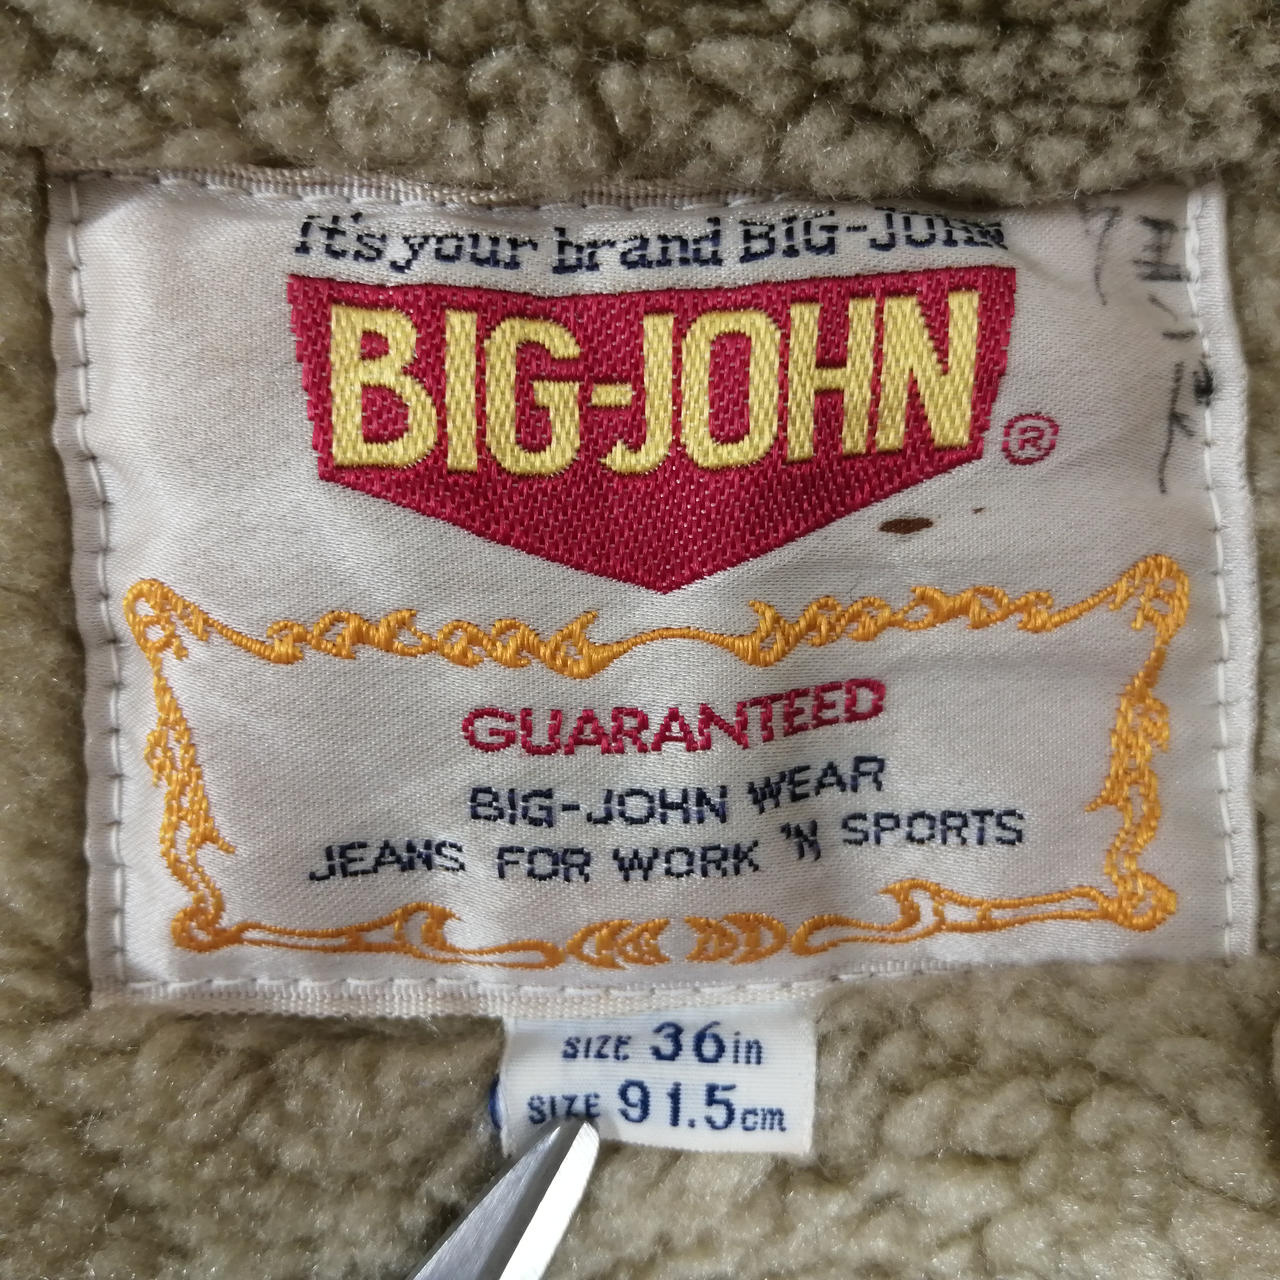 it's your brand BIG-JOHN
BIG-JOHN ®
GUARANTEED
BIG-JOHN WEAR
JEANS FOR WORK 'N SPORTS
SIZE 36in
SIZE 91.5cm